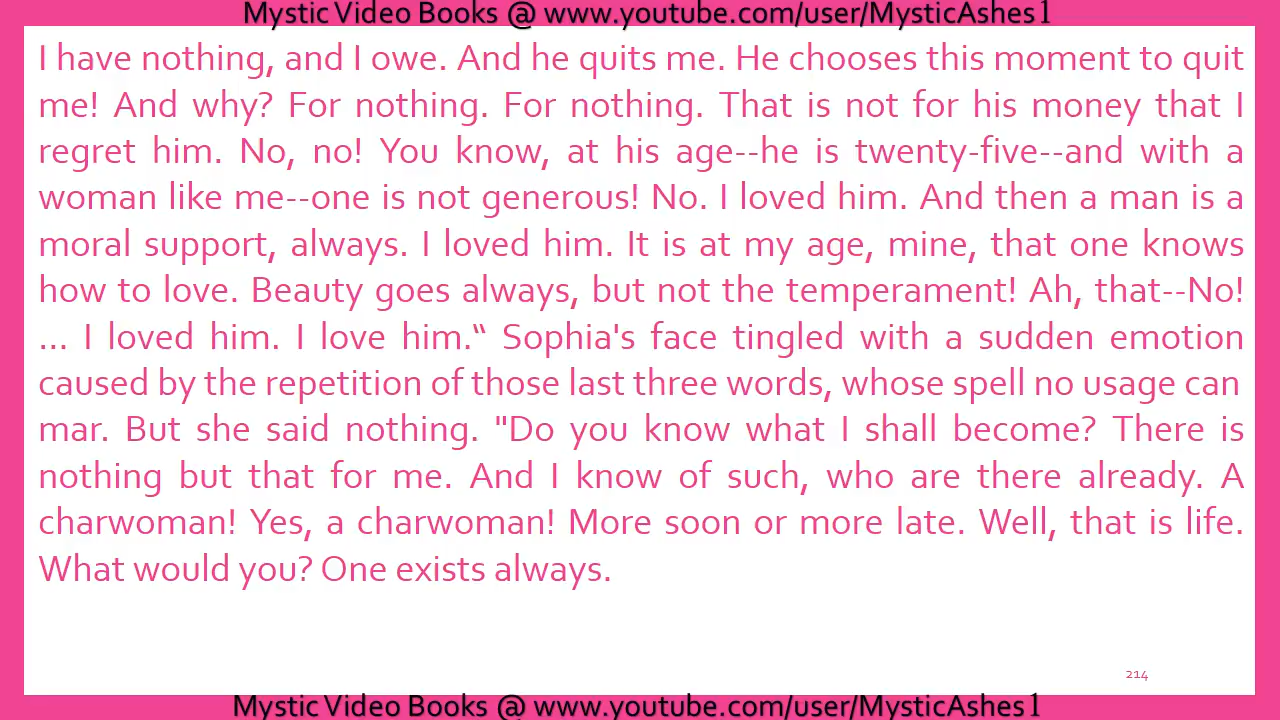 Mystic Video Books @ www.youtube.com/user/MysticAshes1
I have nothing, and I owe. And he quits me. He chooses this moment to quit
me! And why? For nothing. For nothing. That is not for his money that I
regret him. No, no! You know, at his age--he is twenty-five--and with a
woman like me--one is not generous! No. I loved him. And then a man is a
moral support, always. I loved him. It is at my age, mine, that one knows
how to love. Beauty goes always, but not the temperament! Ah, that--No!
... I loved him. I love him.“ Sophia's face tingled with a sudden emotion
caused by the repetition of those last three words, whose spell no usage can
mar. But she said nothing. "Do you know what I shall become? There is
nothing but that for me. And I know of such, who are there already. A
charwoman! Yes, a charwoman! More soon or more late. Well, that is life.
What would you? One exists always.
214
Mystic Video Books @ www.youtube.com/user/MysticAshes1